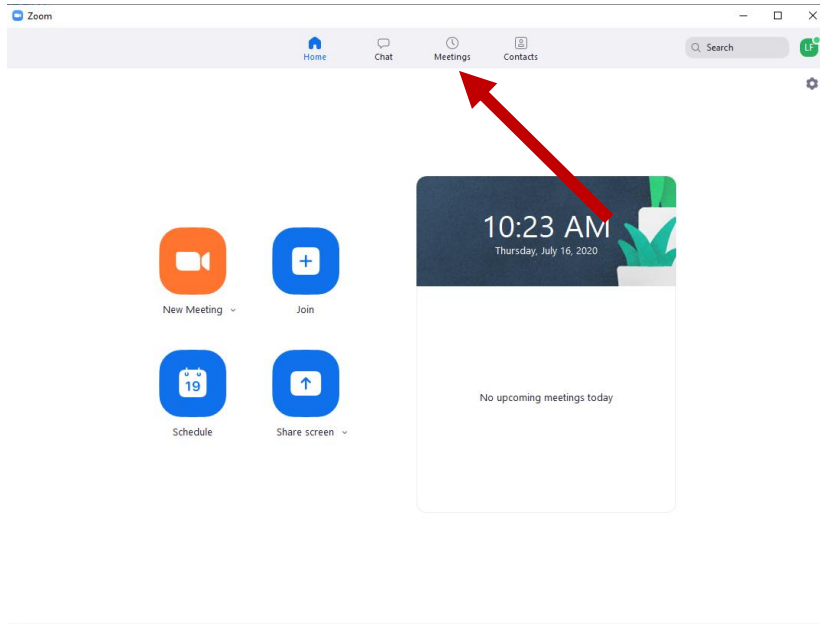 Zoom
Home Chat Meetings Contacts
Search
LF
10:23 AM
Thursday, July 16, 2020
New Meeting
Join
19
Schedule
Share screen
No upcoming meetings today